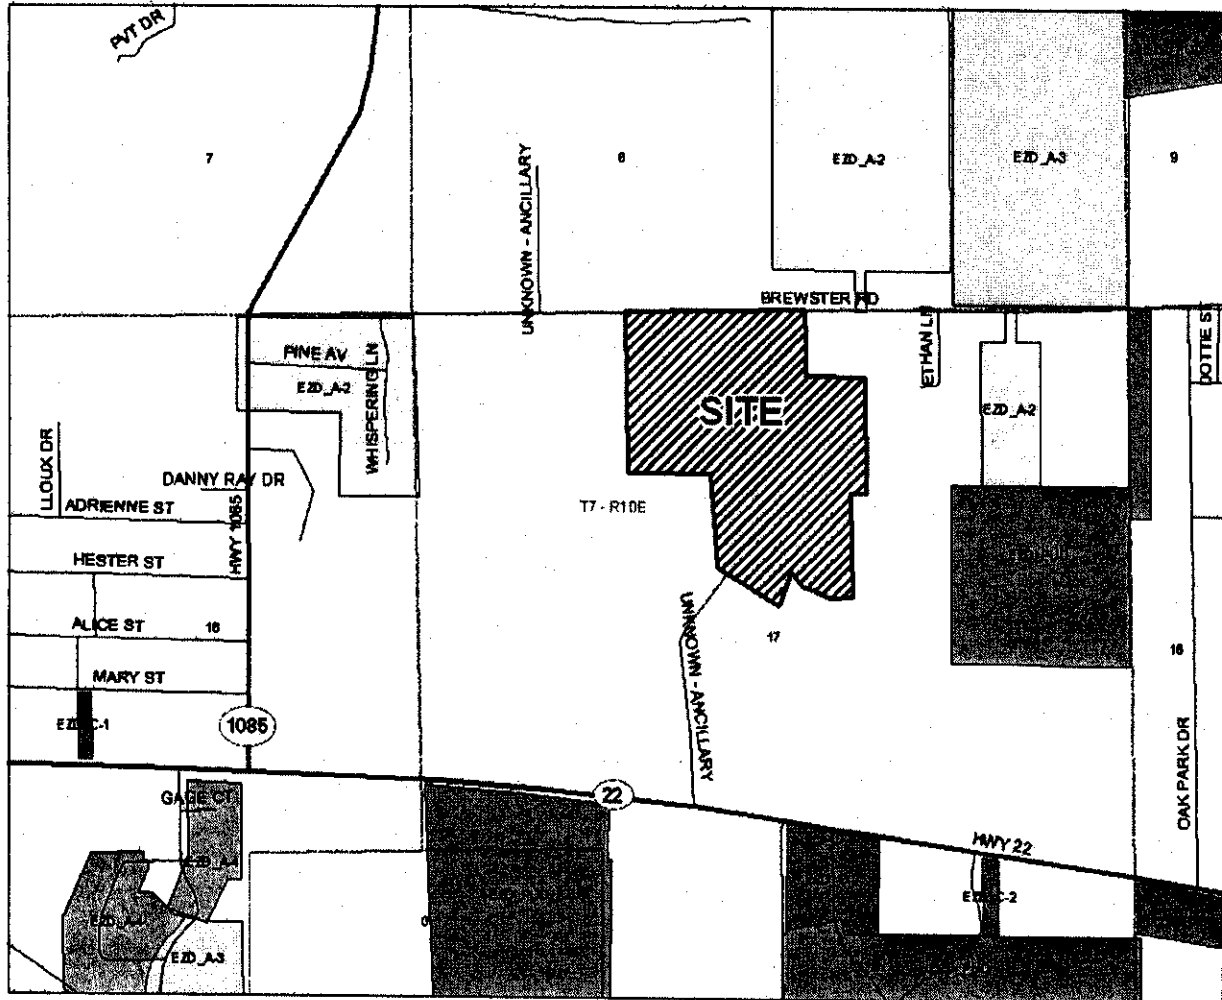 PVT DR
7
UNKNOWN - ANCILLARY
6
EZD_A-2
EZD_A-3
9
BREWSTER RD
PINE AV
EZD_A-2
WHISPERING LN
SITE
ETHAN LN
EZD_A-2
DOTTIE ST
LLOUX DR
DANNY RAY DR
ADRIENNE ST
HWY 1085
T7 - R10E
HESTER ST
ALICE ST
16
MARY ST
UNKNOWN - ANCILLARY
17
16
1085
OAK PARK DR
22
GAGE CT
HWY 22
EZD_A-3